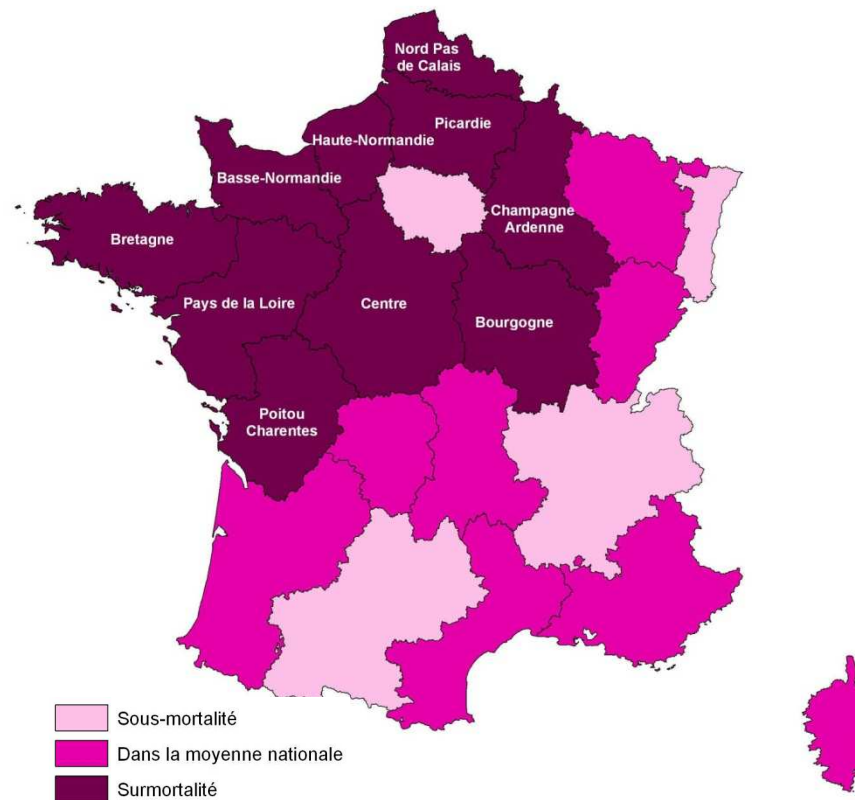 Nord Pas
de Calais
Picardie
Haute-Normandie
Basse-Normandie
Champagne
Ardenne
Bretagne
Pays de la Loire
Centre
Bourgogne
Poitou
Charentes
Sous-mortalité
Dans la moyenne nationale
Surmortalité